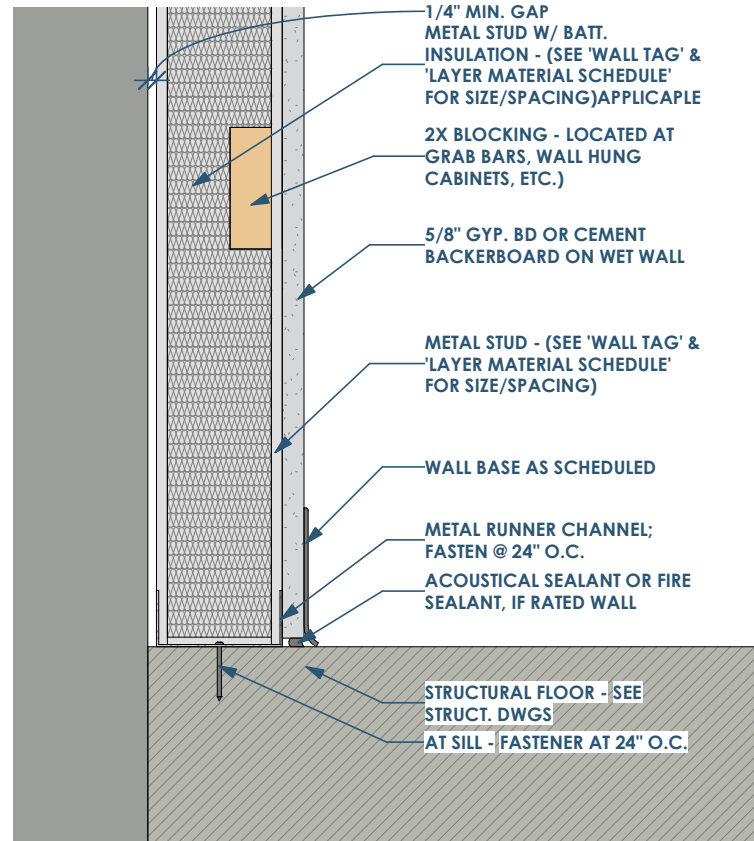 1/4" MIN. GAP
METAL STUD W/ BATT.
INSULATION - (SEE 'WALL TAG' &
'LAYER MATERIAL SCHEDULE'
FOR SIZE/SPACING)APPLICAPLE
2X BLOCKING - LOCATED AT
GRAB BARS, WALL HUNG
CABINETS, ETC.)
5/8" GYP. BD OR CEMENT
BACKERBOARD ON WET WALL
METAL STUD - (SEE 'WALL TAG' &
'LAYER MATERIAL SCHEDULE'
FOR SIZE/SPACING)
WALL BASE AS SCHEDULED
METAL RUNNER CHANNEL;
FASTEN @ 24" O.C.
ACOUSTICAL SEALANT OR FIRE
SEALANT, IF RATED WALL
STRUCTURAL FLOOR - SEE
STRUCT. DWGS
AT SILL - FASTENER AT 24" O.C.